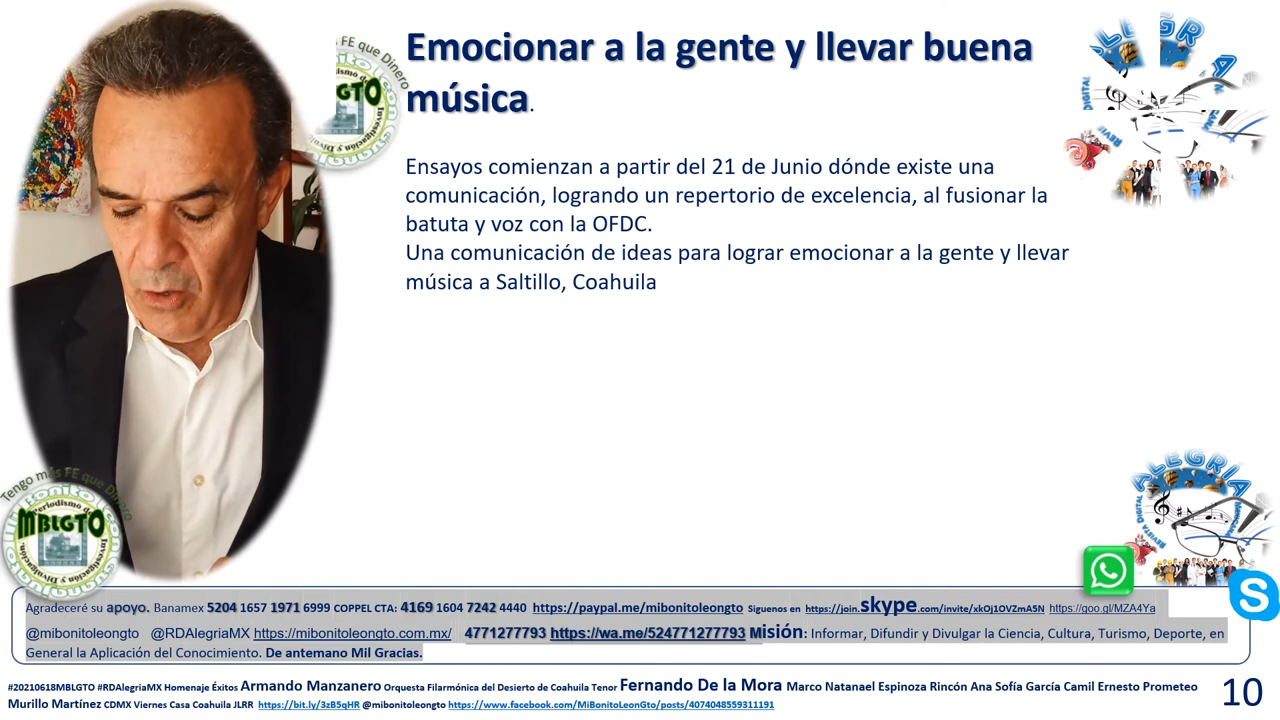 Emocionar a la gente y llevar buena
música.
Ensayos comienzan a partir del 21 de Junio dónde existe una
comunicación, logrando un repertorio de excelencia, al fusionar la
batuta y voz con la OFDC.
Una comunicación de ideas para lograr emocionar a la gente y llevar
música a Saltillo, Coahuila
Tengo más FE que Dinero
MBLGTO
ALEGRIA
Agradeceré su apoyo. Banamex 5204 1657 1971 6999 COPPEL CTA: 4169 1604 7242 4440 https://paypal.me/mibonitoleongto Siguenos en https://join.skype.com/invite/xkOj1OVZmA5N https://goo.gl/MZA4Ya
@mibonitoleongto @RDAlegriaMX https://mibonitoleongto.com.mx/ 4771277793 https://wa.me/524771277793 Misión: Informar, Difundir y Divulgar la Ciencia, Cultura, Turismo, Deporte, en
General la Aplicación del Conocimiento. De antemano Mil Gracias.
#20210618MBLGTO #RDAlegriaMX Homenaje Éxitos Armando Manzanero Orquesta Filarmónica del Desierto de Coahuila Tenor Fernando De la Mora Marco Natanael Espinoza Rincón Ana Sofía García Camil Ernesto Prometeo
Murillo Martínez CDMX Viernes Casa Coahuila JLRR https://bit.ly/3zB5qHR @mibonitoleongto https://www.facebook.com/MiBonitoLeonGto/posts/4074048559311191
10